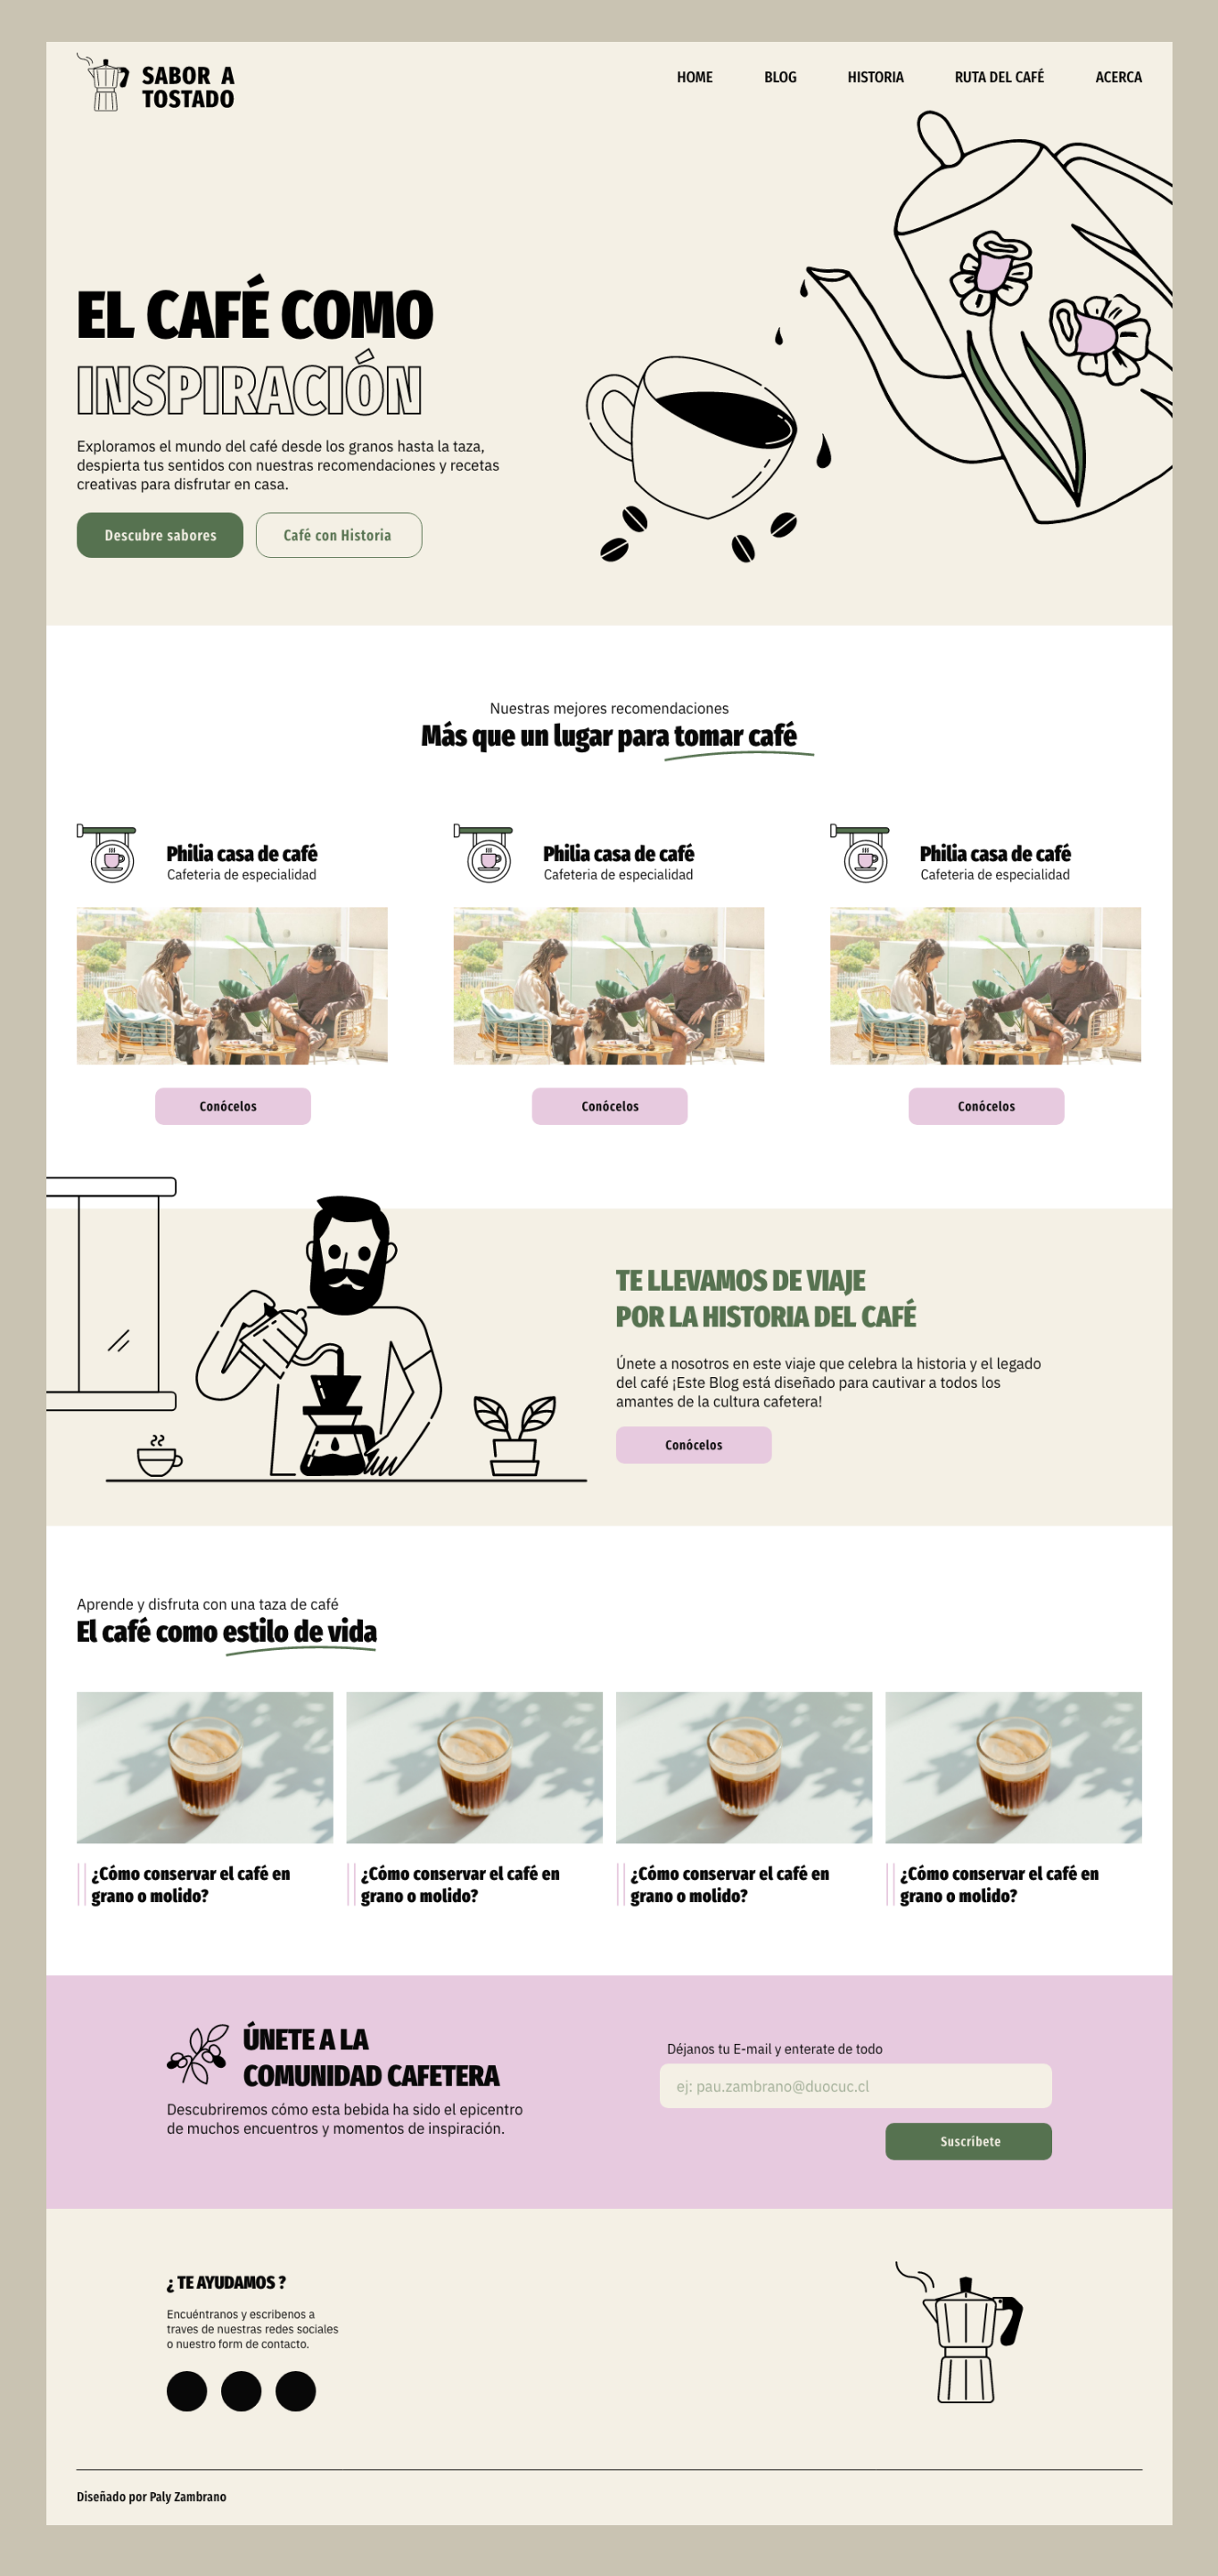 SABOR A
TOSTADO
HOME BLOG HISTORIA RUTA DEL CAFÉ ACERCA
EL CAFÉ COMO
INSPIRACIÓN
Exploramos el mundo del café desde los granos hasta la taza,
despierta tus sentidos con nuestras recomendaciones y recetas
creativas para disfrutar en casa.
Descubre sabores Café con Historia
Nuestras mejores recomendaciones
Más que un lugar para tomar café
Philia casa de café
Cafeteria de especialidad
Philia casa de café
Cafeteria de especialidad
Philia casa de café
Cafeteria de especialidad
Conócelos Conócelos Conócelos
TE LLEVAMOS DE VIAJE
POR LA HISTORIA DEL CAFÉ
Únete a nosotros en este viaje que celebra la historia y el legado
del café ¡Este Blog está diseñado para cautivar a todos los
amantes de la cultura cafetera!
Conócelos
Aprende y disfruta con una taza de café
El café como estilo de vida
¿Cómo conservar el café en
grano o molido?
¿Cómo conservar el café en
grano o molido?
¿Cómo conservar el café en
grano o molido?
¿Cómo conservar el café en
grano o molido?
ÚNETE A LA
COMUNIDAD CAFETERA
Descubriremos cómo esta bebida ha sido el epicentro
de muchos encuentros y momentos de inspiración.
Déjanos tu E-mail y enterate de todo
ej: pau.zambrano@duocuc.cl
Suscríbete
¿ TE AYUDAMOS ?
Encuéntranos y escribenos a
traves de nuestras redes sociales
o nuestro form de contacto.
Diseñado por Paly Zambrano